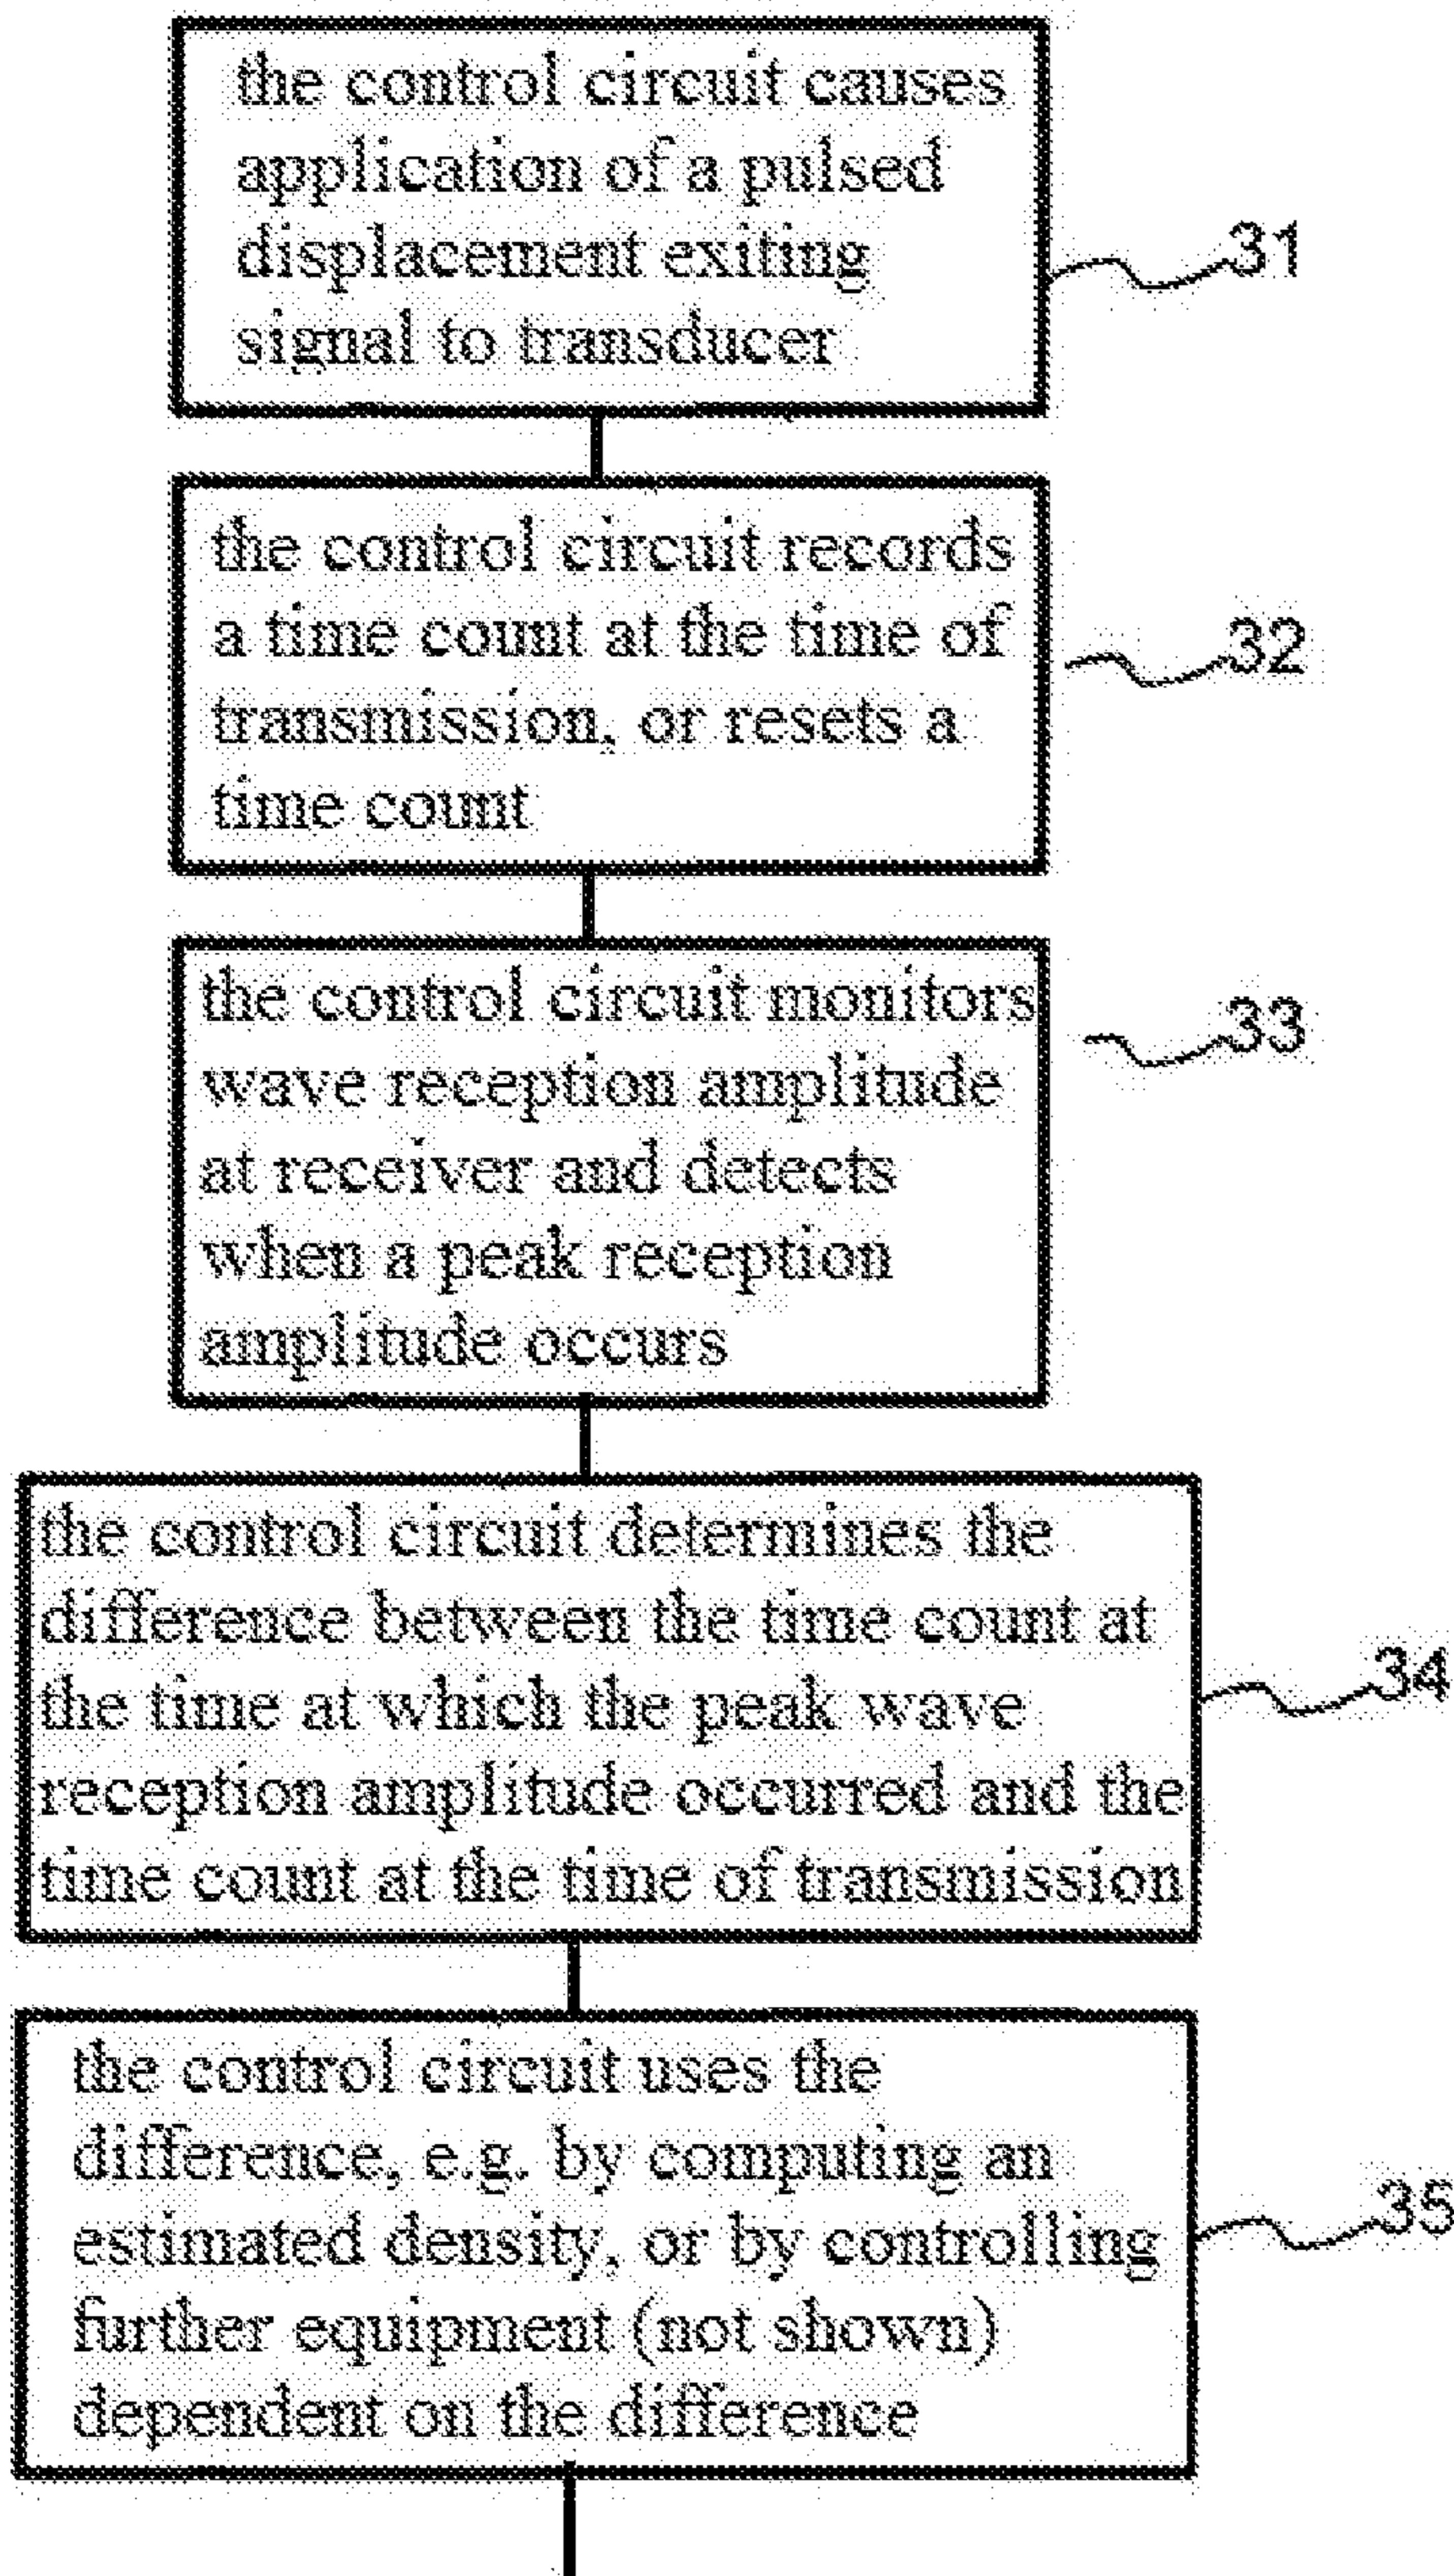 the control circuit causes
application of a pulsed
displacement exiting
signal to transducer
31
the control circuit records
a time count at the time of
transmission, or resets a
time count
32
the control circuit monitors
wave reception amplitude
at receiver and detects
when a peak reception
amplitude occurs
33
the control circuit determines the
difference between the time count at
the time at which the peak wave
reception amplitude occurred and the
time count at the time of transmission
34
the control circuit uses the
difference, e.g. by computing an
estimated density, or by controlling
further equipment (not shown)
dependent on the difference
35